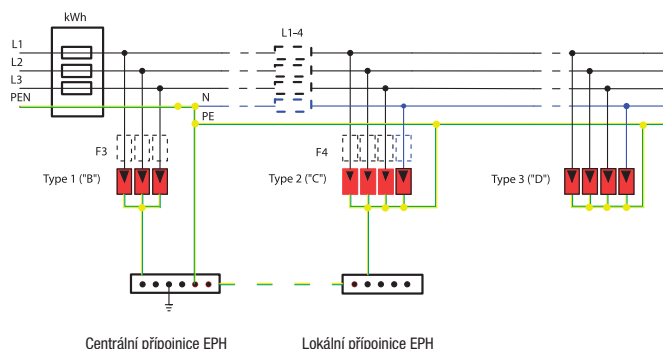 kWh
L1
L1-4
L2
L3
PEN
N
PE
F3
F4
Type 1 ("B")
Type 2 ("C")
Type 3 ("D")
Centrální přípojnice EPH
Lokální přípojnice EPH